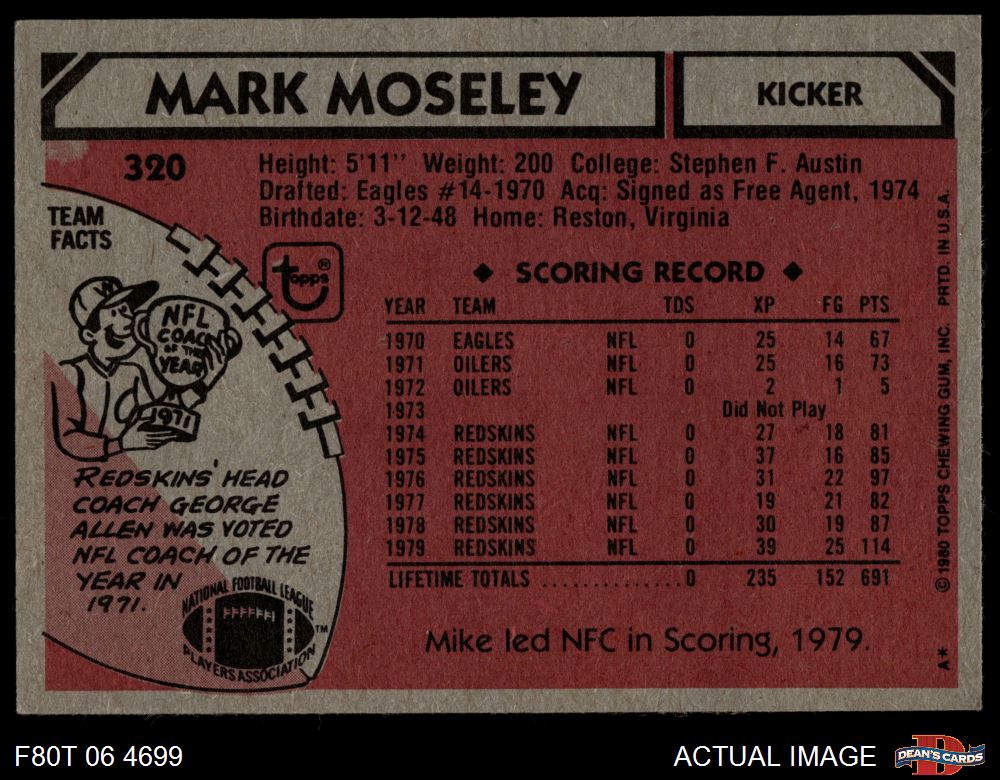 MARK MOSELEY
KICKER
320
Height: 5'11" Weight: 200 College: Stephen F. Austin
Drafted: Eagles #14-1970 Acq: Signed as Free Agent, 1974
Birthdate: 3-12-48 Home: Reston, Virginia
TEAM
FACTS
topps®
NFL
COACH
OF THE
YEAR
1971
W
REDSKINS' HEAD
COACH GEORGE
ALLEN WAS VOTED
NFL COACH OF THE
YEAR IN
1971.
NATIONAL FOOTBALL LEAGUE
PLAYERS ASSOCIATION
TM
◆ SCORING RECORD ◆
YEAR TEAM TDS XP FG PTS
1970 EAGLES NFL 0 25 14 67
1971 OILERS NFL 0 25 16 73
1972 OILERS NFL 0 2 1 5
1973 Did Not Play
1974 REDSKINS NFL 0 27 18 81
1975 REDSKINS NFL 0 37 16 85
1976 REDSKINS NFL 0 31 22 97
1977 REDSKINS NFL 0 19 21 82
1978 REDSKINS NFL 0 30 19 87
1979 REDSKINS NFL 0 39 25 114
LIFETIME TOTALS ..............0 235 152 691
Mike led NFC in Scoring, 1979.
A* © 1980 TOPPS CHEWING GUM, INC. PRTD. IN U.S.A.
F80T 06 4699
ACTUAL IMAGE
D
DEAN'S CARDS